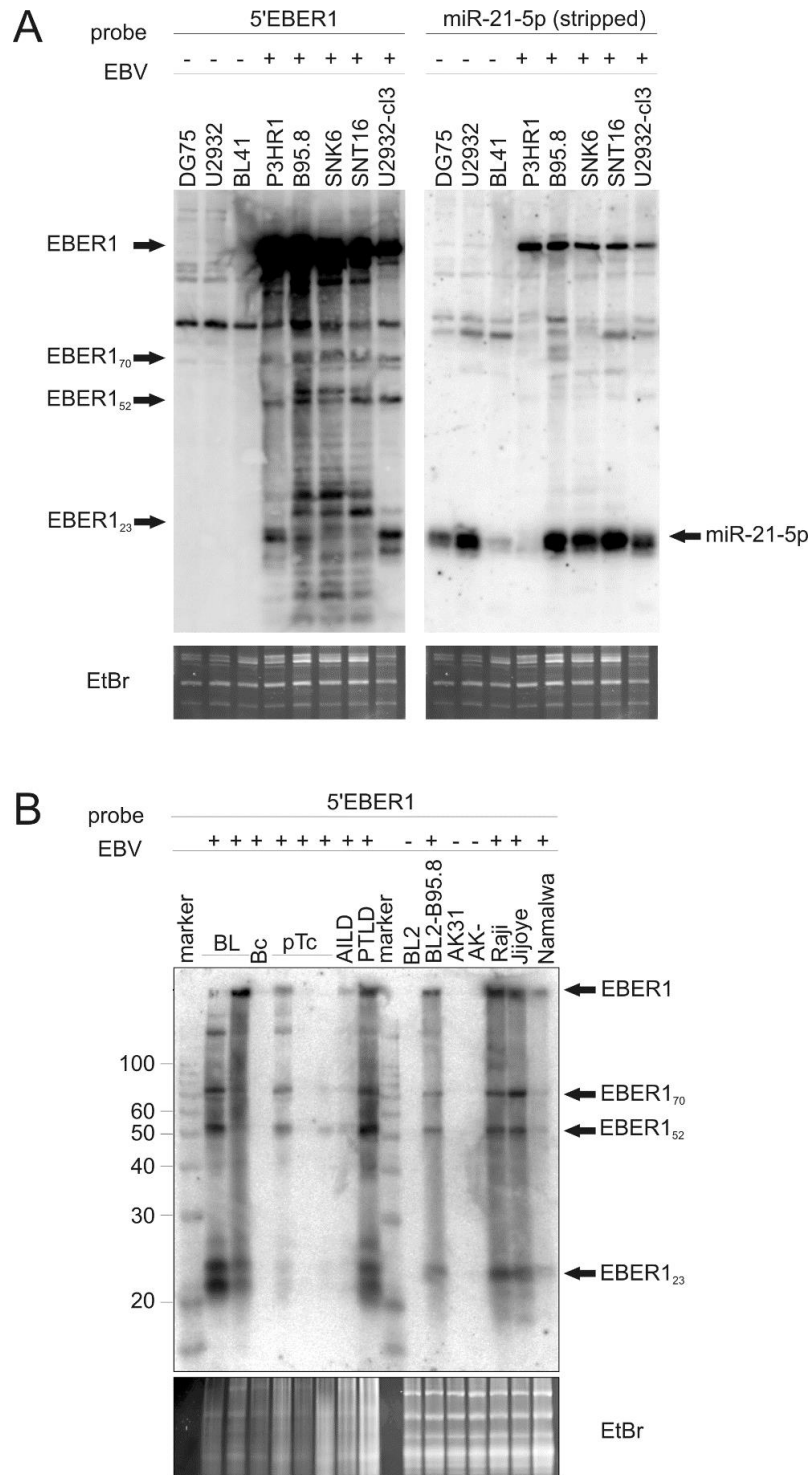 A
probe 5'EBER1 miR-21-5p (stripped)
EBV - - - + + + + + - - - + + + + +
DG75 U2932 BL41 P3HR1 B95.8 SNK6 SNT16 U2932-cl3 DG75 U2932 BL41 P3HR1 B95.8 SNK6 SNT16 U2932-cl3
EBER1
EBER1₇₀
EBER1₅₂
EBER1₂₃
miR-21-5p
EtBr
B
5'EBER1
probe
EBV + + + + + + + + - + - - + + +
marker BL Bc pTc AILD PTLD marker BL2 BL2-B95.8 AK31 AK- Raji Jijoye Namalwa
EBER1
100
EBER1₇₀
60
50 EBER1₅₂
40
30
EBER1₂₃
20
EtBr